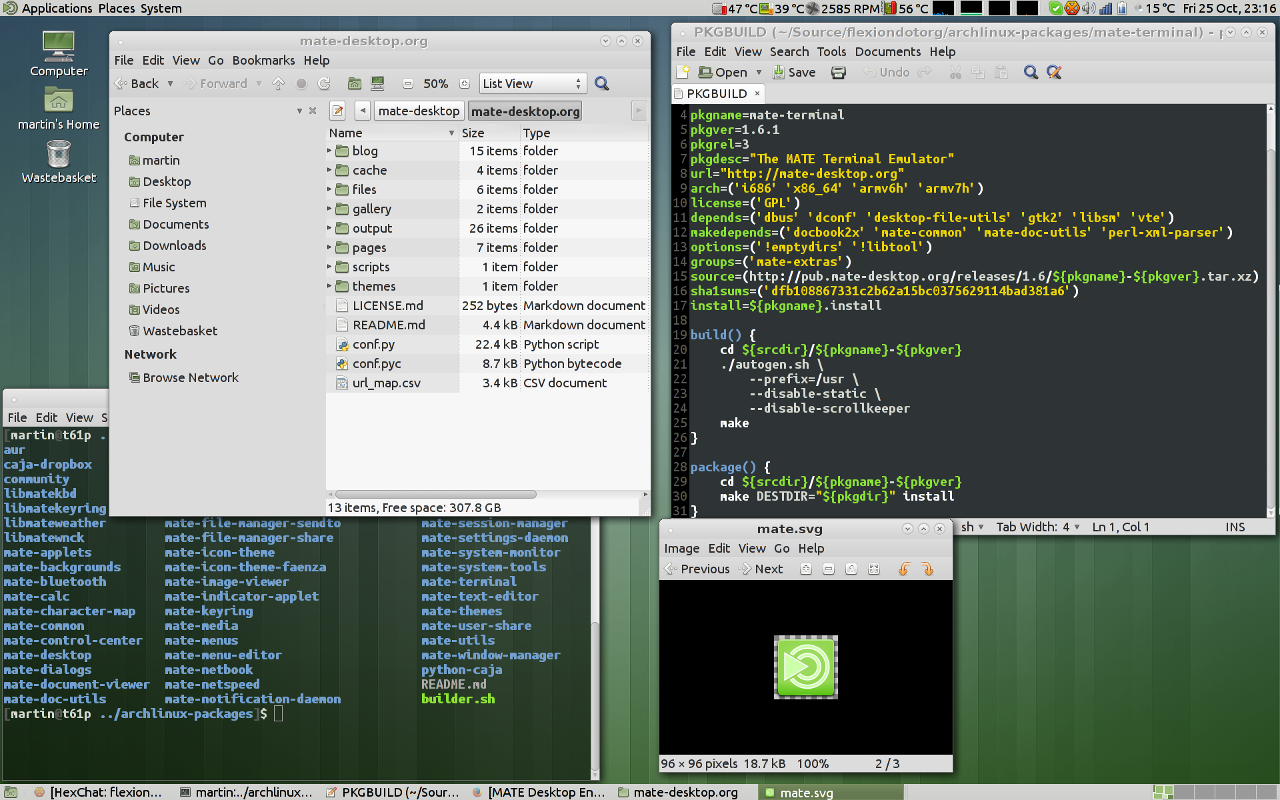 Applications Places System
47 °C 39 °C 2585 RPM 56 °C 15 °C Fri 25 Oct, 23:16
Computer
martin's Home
Wastebasket
mate-desktop.org
File Edit View Go Bookmarks Help
Back Forward 50% List View
Places
mate-desktop mate-desktop.org
Computer
martin
Desktop
File System
Documents
Downloads
Music
Pictures
Videos
Wastebasket
Network
Browse Network
Name Size Type
blog 15 items folder
cache 4 items folder
files 6 items folder
gallery 2 items folder
output 26 items folder
pages 7 items folder
scripts 1 item folder
themes 1 item folder
LICENSE.md 252 bytes Markdown document
README.md 4.4 kB Markdown document
conf.py 22.4 kB Python script
conf.pyc 8.7 kB Python bytecode
url_map.csv 3.4 kB CSV document
13 items, Free space: 307.8 GB
PKGBUILD (~/Source/flexiondotorg/archlinux-packages/mate-terminal) - p
File Edit View Search Tools Documents Help
Open Save Undo
PKGBUILD
4 pkgname=mate-terminal
5 pkgver=1.6.1
6 pkgrel=3
7 pkgdesc="The MATE Terminal Emulator"
8 url="http://mate-desktop.org"
9 arch=('i686' 'x86_64' 'armv6h' 'armv7h')
10 license=('GPL')
11 depends=('dbus' 'dconf' 'desktop-file-utils' 'gtk2' 'libsm' 'vte')
12 makedepends=('docbook2x' 'mate-common' 'mate-doc-utils' 'perl-xml-parser')
13 options=('!emptydirs' '!libtool')
14 groups=('mate-extras')
15 source=(http://pub.mate-desktop.org/releases/1.6/${pkgname}-${pkgver}.tar.xz)
16 sha1sums=('dfb108867331c2b62a15bc0375629114bad381a6')
17 install=${pkgname}.install
18
19 build() {
20 cd ${srcdir}/${pkgname}-${pkgver}
21 ./autogen.sh \
22 --prefix=/usr \
23 --disable-static \
24 --disable-scrollkeeper
25 make
26 }
27
28 package() {
29 cd ${srcdir}/${pkgname}-${pkgver}
30 make DESTDIR="${pkgdir}" install
31 }
sh Tab Width: 4 Ln 1, Col 1 INS
File Edit View S
[martin@t61p .
aur
caja-dropbox
community
libmatekbd
libmatekeyring
libmateweather mate-file-manager-sendto mate-session-manager
libmatewnck mate-file-manager-share mate-settings-daemon
mate-applets mate-icon-theme mate-system-monitor
mate-backgrounds mate-icon-theme-faenza mate-system-tools
mate-bluetooth mate-image-viewer mate-terminal
mate-calc mate-indicator-applet mate-text-editor
mate-character-map mate-keyring mate-themes
mate-common mate-media mate-user-share
mate-control-center mate-menus mate-utils
mate-desktop mate-menu-editor mate-window-manager
mate-dialogs mate-netbook python-caja
mate-document-viewer mate-netspeed README.md
mate-doc-utils mate-notification-daemon builder.sh
[martin@t61p ../archlinux-packages]$
mate.svg
Image Edit View Go Help
Previous Next
96 × 96 pixels 18.7 kB 100% 2 / 3
[HexChat: flexion... martin:../archlinux... PKGBUILD (~/Sour... [MATE Desktop En... mate-desktop.org mate.svg